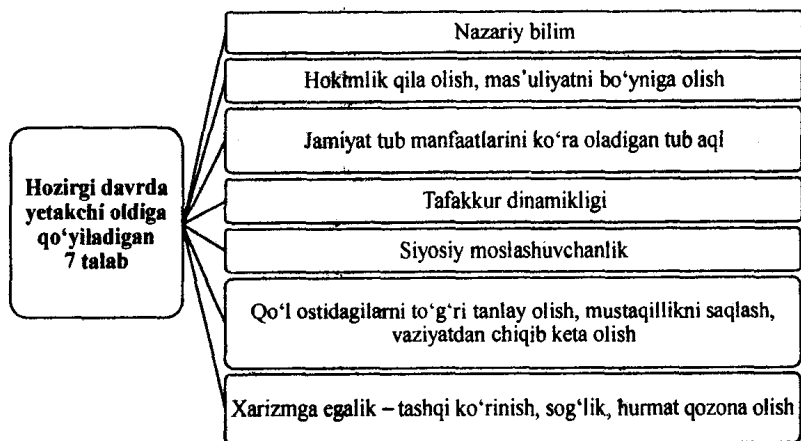 Hozirgi davrda
yetakchi oldiga
qo‘yiladigan
7 talab
Nazariy bilim
Hokimlik qila olish, mas’uliyatni bo‘yniga olish
Jamiyat tub manfaatlarini ko‘ra oladigan tub aql
Tafakkur dinamikligi
Siyosiy moslashuvchanlik
Qo‘l ostidagilarni to‘g‘ri tanlay olish, mustaqillikni saqlash,
vaziyatdan chiqib keta olish
Xarizmga egalik – tashqi ko‘rinish, sog‘lik, hurmat qozona olish